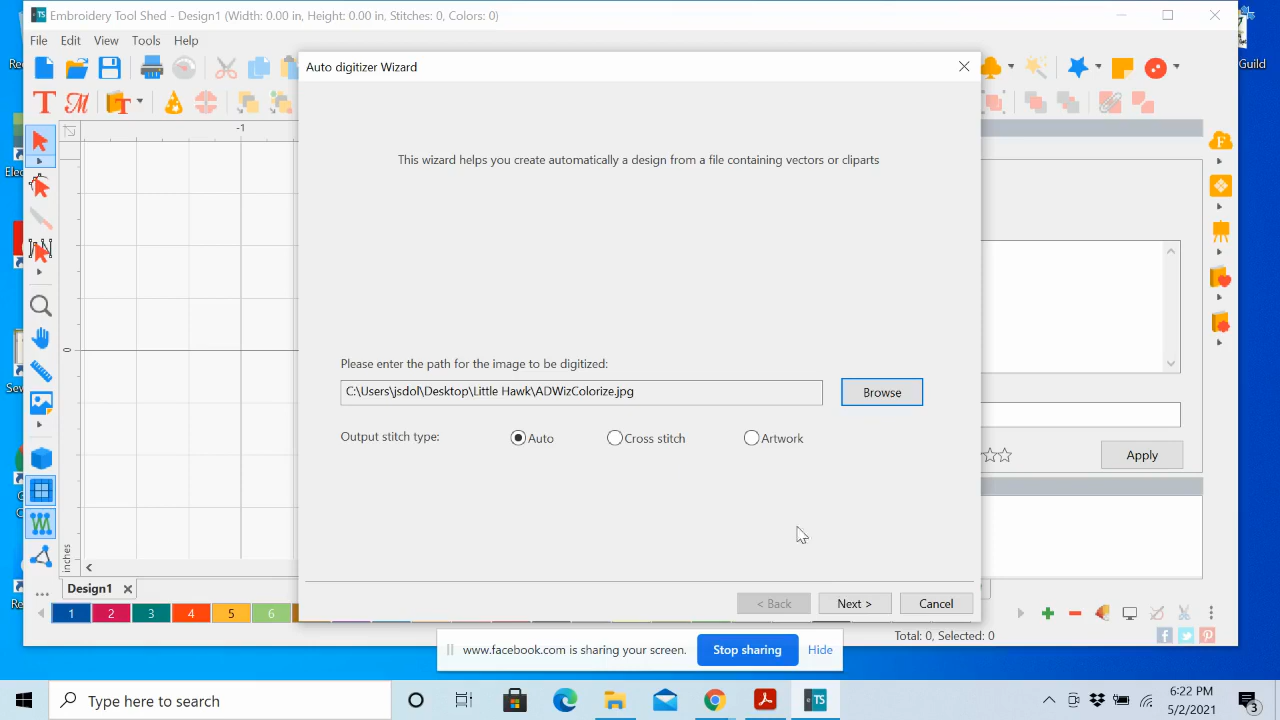 Embroidery Tool Shed - Design1 (Width: 0.00 in, Height: 0.00 in, Stitches: 0, Colors: 0)
File Edit View Tools Help
Guild
Auto digitizer Wizard
-1
This wizard helps you create automatically a design from a file containing vectors or cliparts
0
Please enter the path for the image to be digitized:
C:\Users\jsdol\Desktop\Little Hawk\ADWizColorize.jpg
Browse
Output stitch type: Auto Cross stitch Artwork
Apply
inches
Design1
< Back Next > Cancel
1 2 3 4 5 6
Total: 0, Selected: 0
www.facebook.com is sharing your screen. Stop sharing Hide
Type here to search
6:22 PM
5/2/2021
3